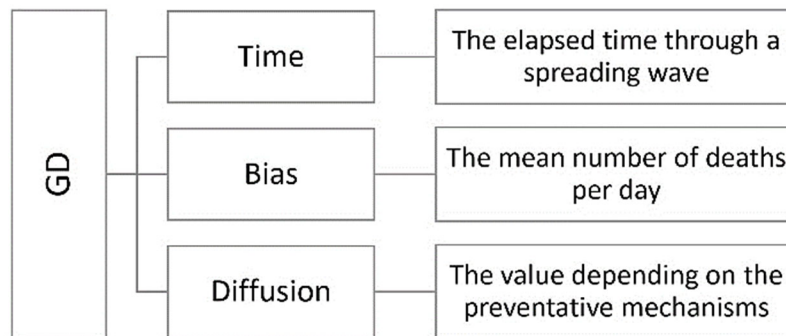 GD
Time
The elapsed time through a
spreading wave
Bias
The mean number of deaths
per day
Diffusion
The value depending on the
preventative mechanisms